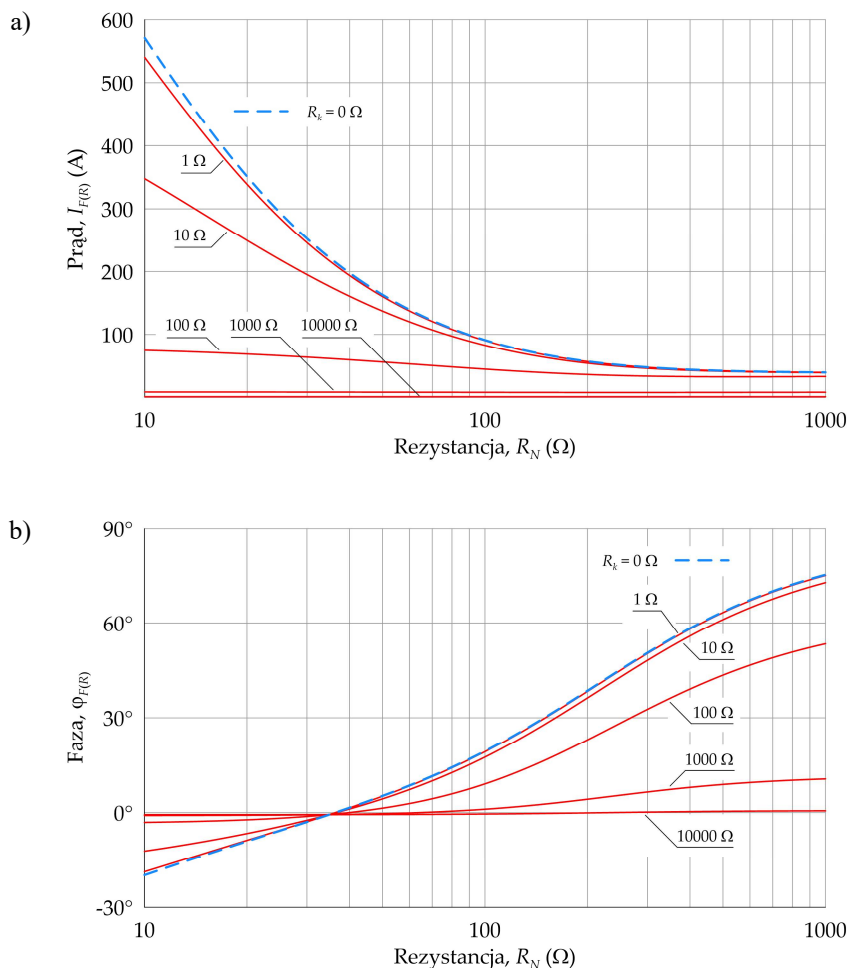 a)
600
500
400
300
200
100
Prąd, I_F(R) (A)
R_k = 0 Ω
1 Ω
10 Ω
100 Ω 1000 Ω 10000 Ω
10 100 1000
Rezystancja, R_N (Ω)
b)
90°
60°
30°
0°
-30°
Faza, φ_F(R)
R_k = 0 Ω
1 Ω
10 Ω
100 Ω
1000 Ω
10000 Ω
10 100 1000
Rezystancja, R_N (Ω)